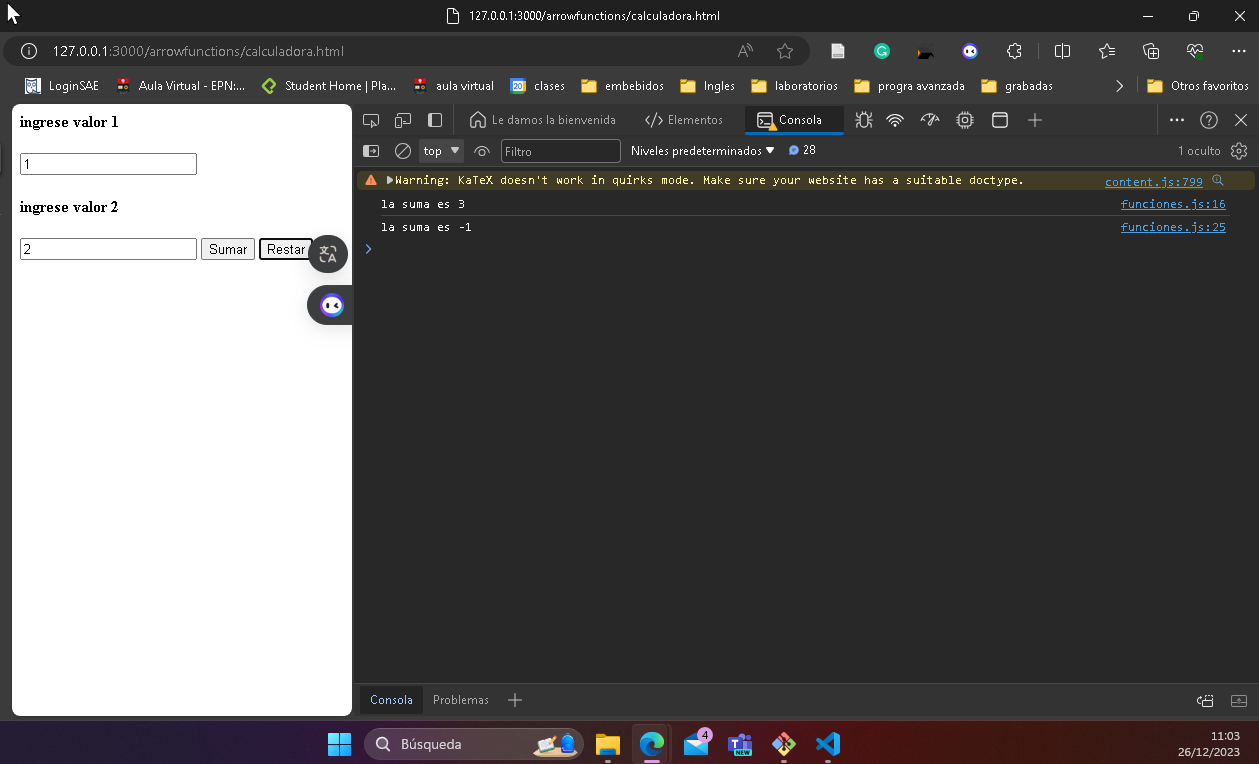 127.0.0.1:3000/arrowfunctions/calculadora.html
127.0.0.1:3000/arrowfunctions/calculadora.html
LoginSAE
Aula Virtual - EPN:...
Student Home | Pla...
aula virtual
20
clases
embebidos
Ingles
laboratorios
progra avanzada
grabadas
Otros favoritos
ingrese valor 1
1
ingrese valor 2
2
Sumar
Restar
Le damos la bienvenida
Elementos
Consola
top
Filtro
Niveles predeterminados
28
1 oculto
Warning: KaTeX doesn't work in quirks mode. Make sure your website has a suitable doctype.
content.js:799
la suma es 3
funciones.js:16
la suma es -1
funciones.js:25
Consola
Problemas
Búsqueda
4
NEW
11:03
26/12/2023